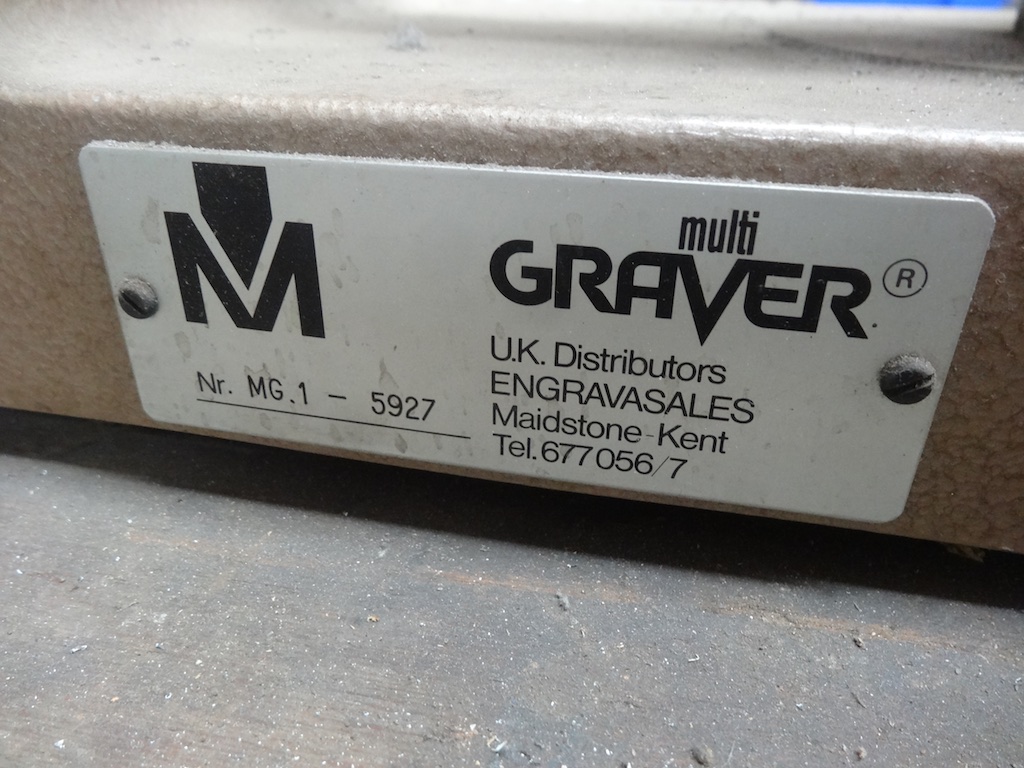 M
Nr. MG.1 - 5927
multi
GRAVER ®
U.K. Distributors
ENGRAVASALES
Maidstone-Kent
Tel. 677056/7